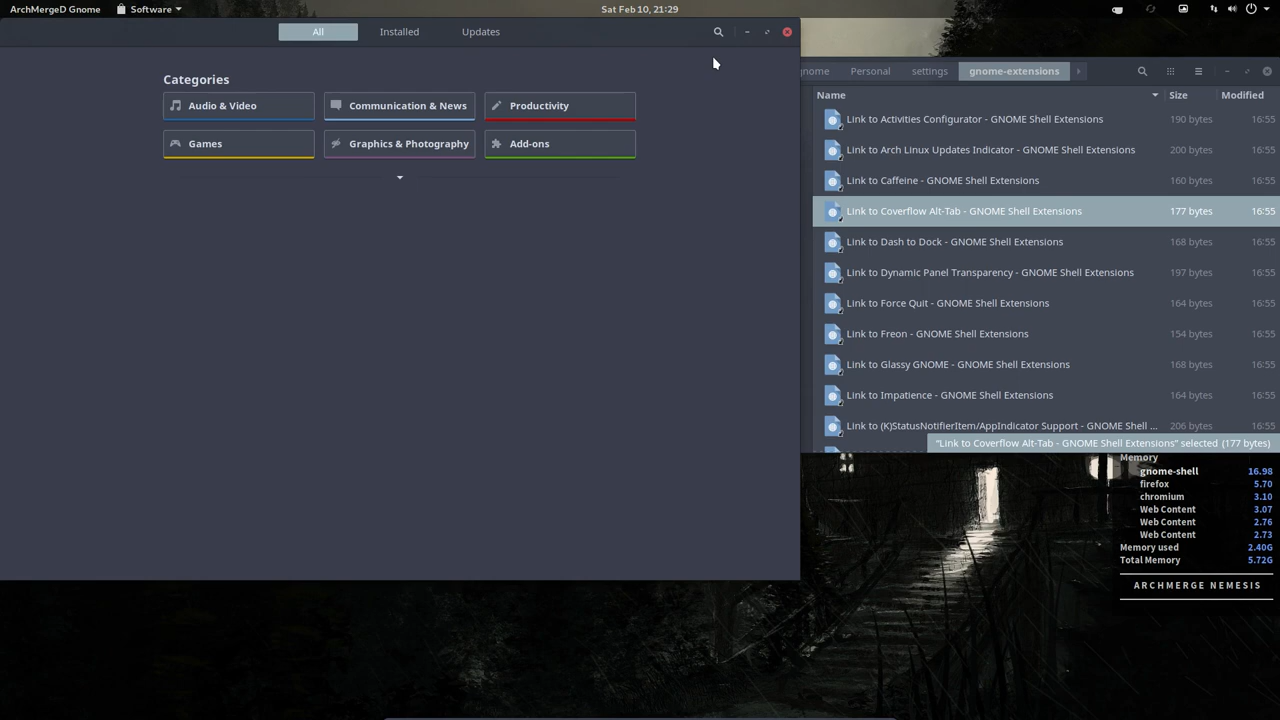 ArchMergeD Gnome
Software
Sat Feb 10, 21:29
All
Installed
Updates
Categories
Audio & Video
Communication & News
Productivity
Games
Graphics & Photography
Add-ons
Personal
settings
gnome-extensions
Name
Size
Modified
Link to Activities Configurator - GNOME Shell Extensions 190 bytes 16:55
Link to Arch Linux Updates Indicator - GNOME Shell Extensions 200 bytes 16:55
Link to Caffeine - GNOME Shell Extensions 160 bytes 16:55
Link to Coverflow Alt-Tab - GNOME Shell Extensions 177 bytes 16:55
Link to Dash to Dock - GNOME Shell Extensions 168 bytes 16:55
Link to Dynamic Panel Transparency - GNOME Shell Extensions 197 bytes 16:55
Link to Force Quit - GNOME Shell Extensions 164 bytes 16:55
Link to Freon - GNOME Shell Extensions 154 bytes 16:55
Link to Glassy GNOME - GNOME Shell Extensions 168 bytes 16:55
Link to Impatience - GNOME Shell Extensions 164 bytes 16:55
Link to (K)StatusNotifierItem/AppIndicator Support - GNOME Shell ... 206 bytes 16:55
“Link to Coverflow Alt-Tab - GNOME Shell Extensions” selected (177 bytes)
Memory
gnome-shell 16.98
firefox 5.70
chromium 3.10
Web Content 3.07
Web Content 2.76
Web Content 2.73
Memory used 2.40G
Total Memory 5.72G
ARCHMERGE NEMESIS